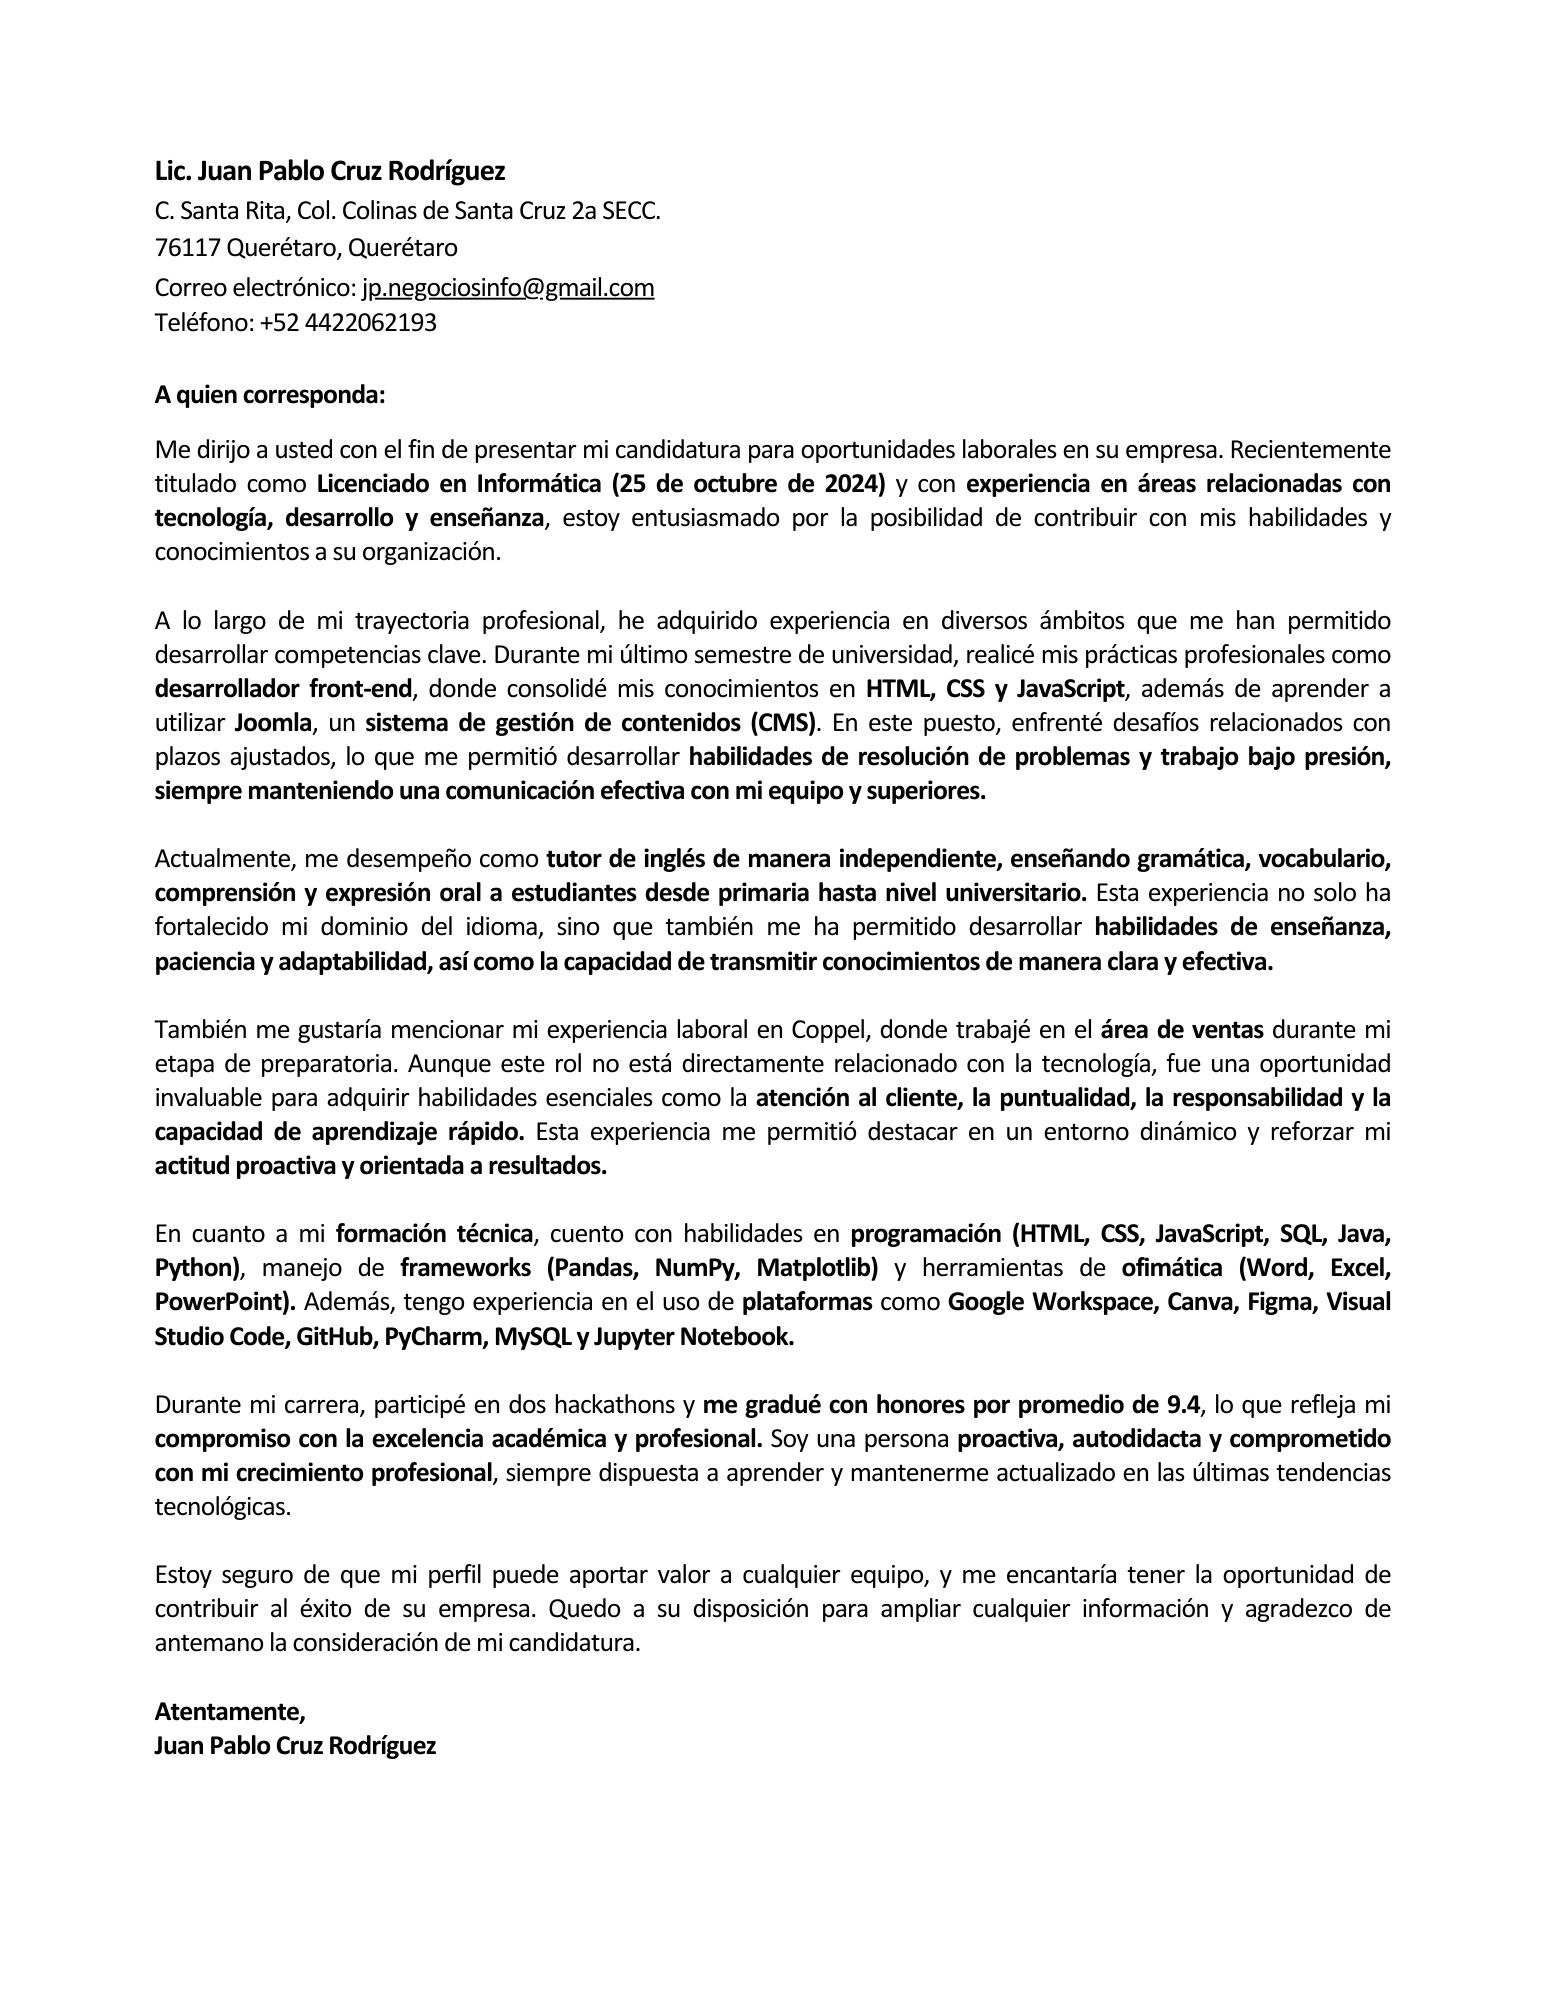 Lic. Juan Pablo Cruz Rodríguez
C. Santa Rita, Col. Colinas de Santa Cruz 2a SECC.
76117 Querétaro, Querétaro
Correo electrónico: jp.negociosinfo@gmail.com
Teléfono: +52 4422062193
A quien corresponda:
Me dirijo a usted con el fin de presentar mi candidatura para oportunidades laborales en su empresa. Recientemente
titulado como Licenciado en Informática (25 de octubre de 2024) y con experiencia en áreas relacionadas con
tecnología, desarrollo y enseñanza, estoy entusiasmado por la posibilidad de contribuir con mis habilidades y
conocimientos a su organización.
A lo largo de mi trayectoria profesional, he adquirido experiencia en diversos ámbitos que me han permitido
desarrollar competencias clave. Durante mi último semestre de universidad, realicé mis prácticas profesionales como
desarrollador front-end, donde consolidé mis conocimientos en HTML, CSS y JavaScript, además de aprender a
utilizar Joomla, un sistema de gestión de contenidos (CMS). En este puesto, enfrenté desafíos relacionados con
plazos ajustados, lo que me permitió desarrollar habilidades de resolución de problemas y trabajo bajo presión,
siempre manteniendo una comunicación efectiva con mi equipo y superiores.
Actualmente, me desempeño como tutor de inglés de manera independiente, enseñando gramática, vocabulario,
comprensión y expresión oral a estudiantes desde primaria hasta nivel universitario. Esta experiencia no solo ha
fortalecido mi dominio del idioma, sino que también me ha permitido desarrollar habilidades de enseñanza,
paciencia y adaptabilidad, así como la capacidad de transmitir conocimientos de manera clara y efectiva.
También me gustaría mencionar mi experiencia laboral en Coppel, donde trabajé en el área de ventas durante mi
etapa de preparatoria. Aunque este rol no está directamente relacionado con la tecnología, fue una oportunidad
invaluable para adquirir habilidades esenciales como la atención al cliente, la puntualidad, la responsabilidad y la
capacidad de aprendizaje rápido. Esta experiencia me permitió destacar en un entorno dinámico y reforzar mi
actitud proactiva y orientada a resultados.
En cuanto a mi formación técnica, cuento con habilidades en programación (HTML, CSS, JavaScript, SQL, Java,
Python), manejo de frameworks (Pandas, NumPy, Matplotlib) y herramientas de ofimática (Word, Excel,
PowerPoint). Además, tengo experiencia en el uso de plataformas como Google Workspace, Canva, Figma, Visual
Studio Code, GitHub, PyCharm, MySQL y Jupyter Notebook.
Durante mi carrera, participé en dos hackathons y me gradué con honores por promedio de 9.4, lo que refleja mi
compromiso con la excelencia académica y profesional. Soy una persona proactiva, autodidacta y comprometido
con mi crecimiento profesional, siempre dispuesta a aprender y mantenerme actualizado en las últimas tendencias
tecnológicas.
Estoy seguro de que mi perfil puede aportar valor a cualquier equipo, y me encantaría tener la oportunidad de
contribuir al éxito de su empresa. Quedo a su disposición para ampliar cualquier información y agradezco de
antemano la consideración de mi candidatura.
Atentamente,
Juan Pablo Cruz Rodríguez